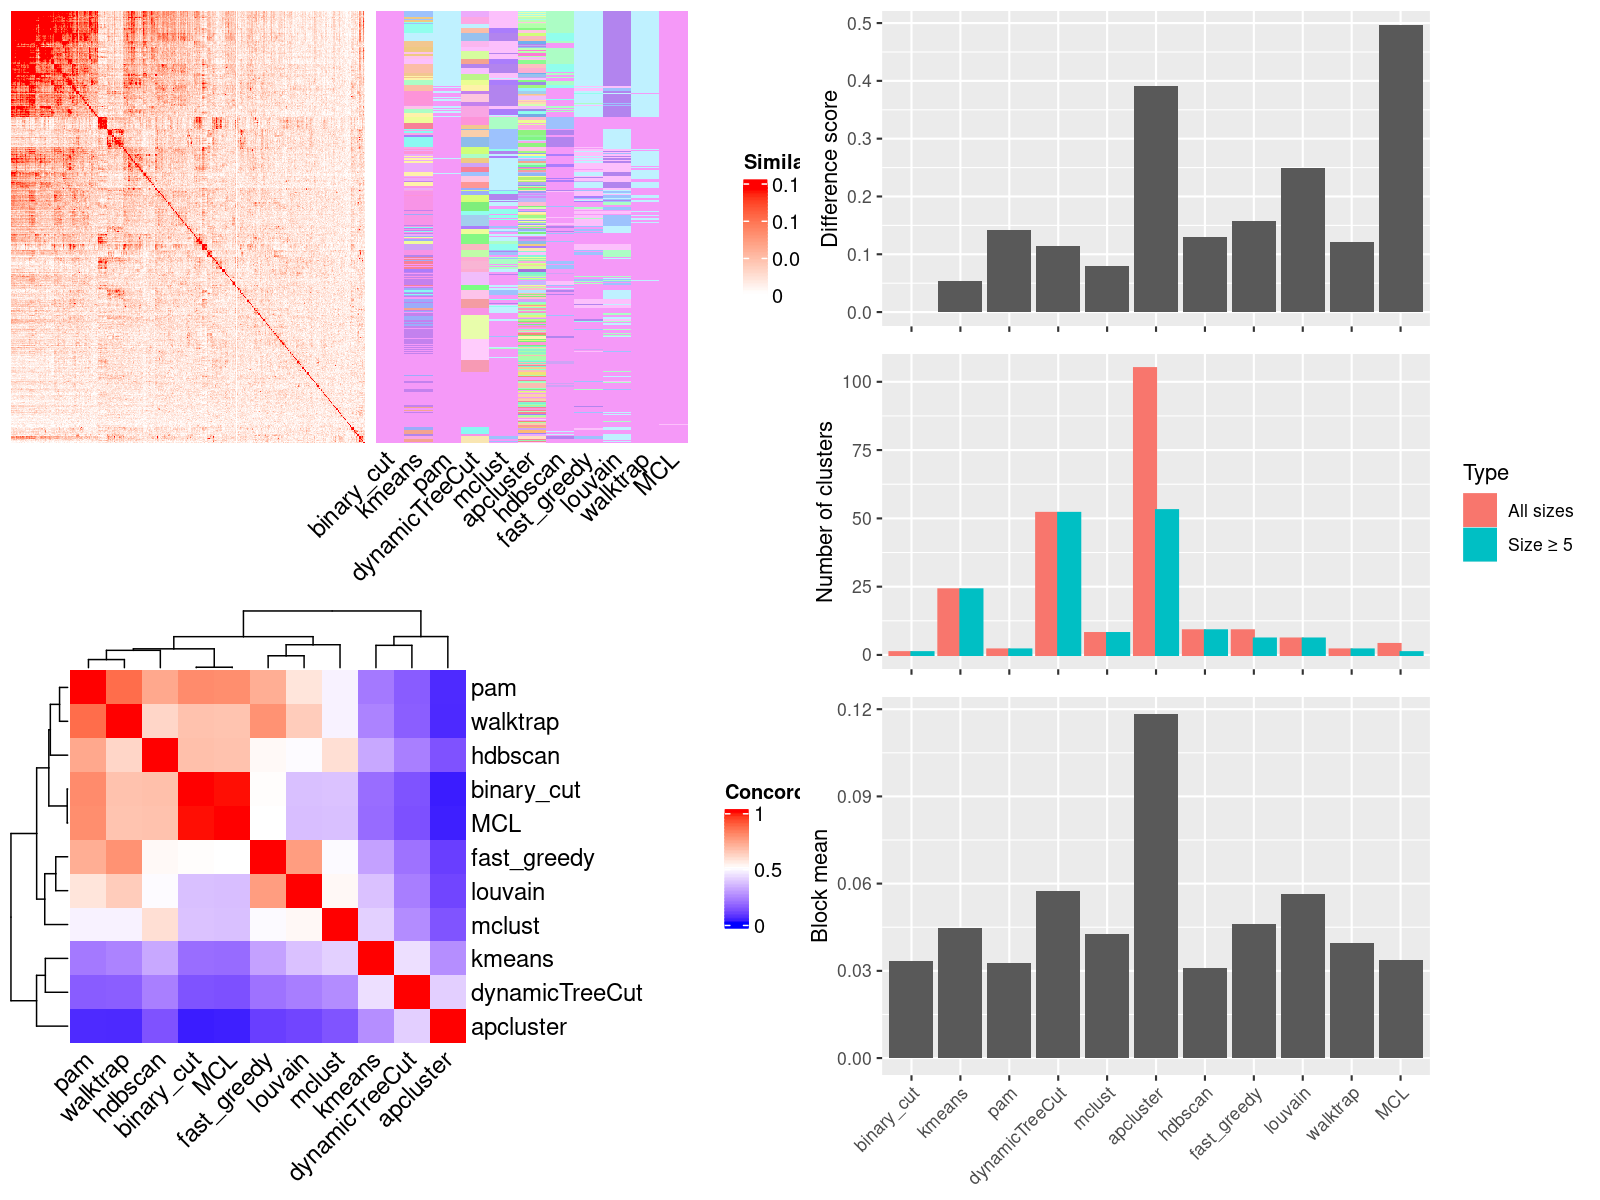 Simila
0.1
0.1
0.0
0
binary_cut
kmeans
pam
dynamicTreeCut
mclust
apcluster
hdbscan
fast_greedy
louvain
walktrap
MCL
Difference score
0.5
0.4
0.3
0.2
0.1
0.0
Number of clusters
100
75
50
25
0
Type
All sizes
Size ≥ 5
pam
walktrap
hdbscan
binary_cut
MCL
fast_greedy
louvain
mclust
kmeans
dynamicTreeCut
apcluster
pam
walktrap
hdbscan
binary_cut
MCL
fast_greedy
louvain
mclust
kmeans
dynamicTreeCut
apcluster
Concord
1
0.5
0
Block mean
0.12
0.09
0.06
0.03
0.00
binary_cut
kmeans
pam
dynamicTreeCut
mclust
apcluster
hdbscan
fast_greedy
louvain
walktrap
MCL